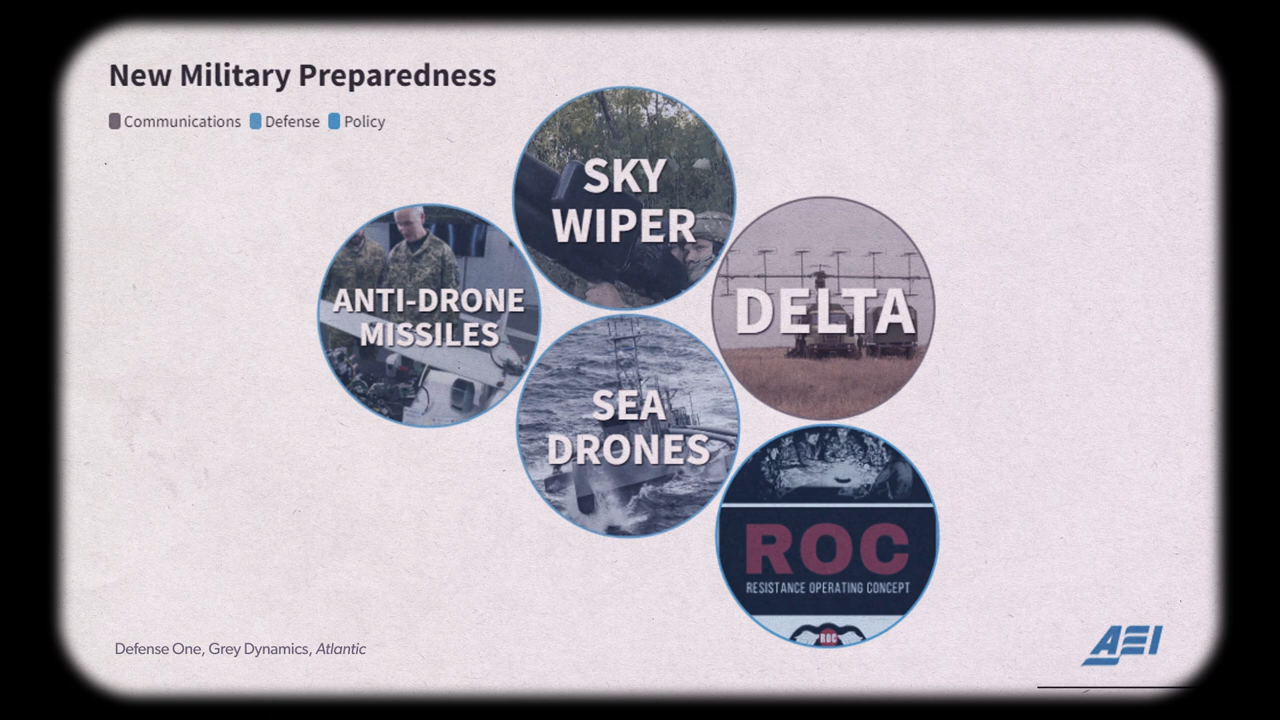 New Military Preparedness
Communications Defense Policy
SKY
WIPER
ANTI-DRONE
MISSILES
DELTA
SEA
DRONES
ROC
RESISTANCE OPERATING CONCEPT
ROC
Defense One, Grey Dynamics, Atlantic
AEI